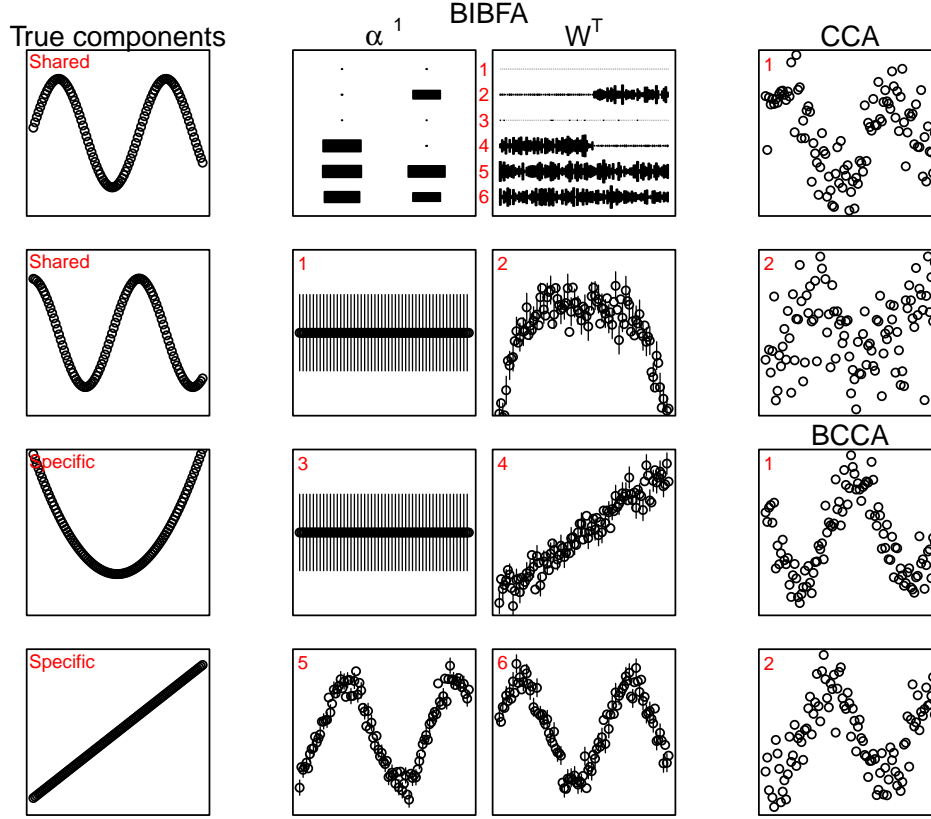 BIBFA
True components
α 1
W^T
CCA
Shared
1
2
3
4
5
6
1
Shared
1
2
2
BCCA
Specific
3
4
1
Specific
5
6
2